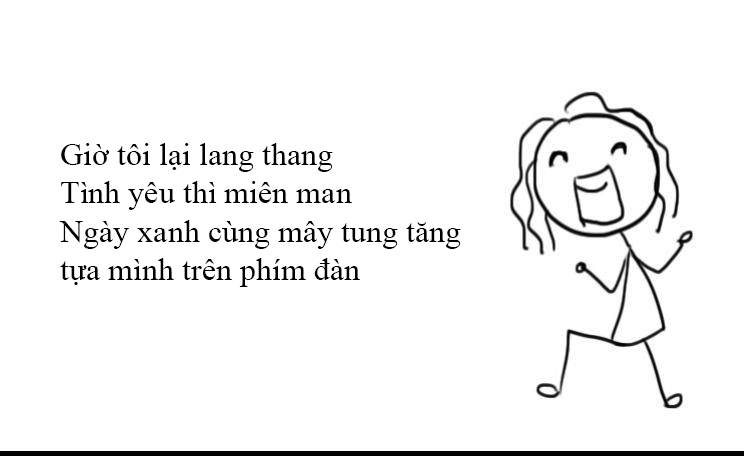 Giờ tôi lại lang thang
Tình yêu thì miên man
Ngày xanh cùng mây tung tăng
tựa mình trên phím đàn